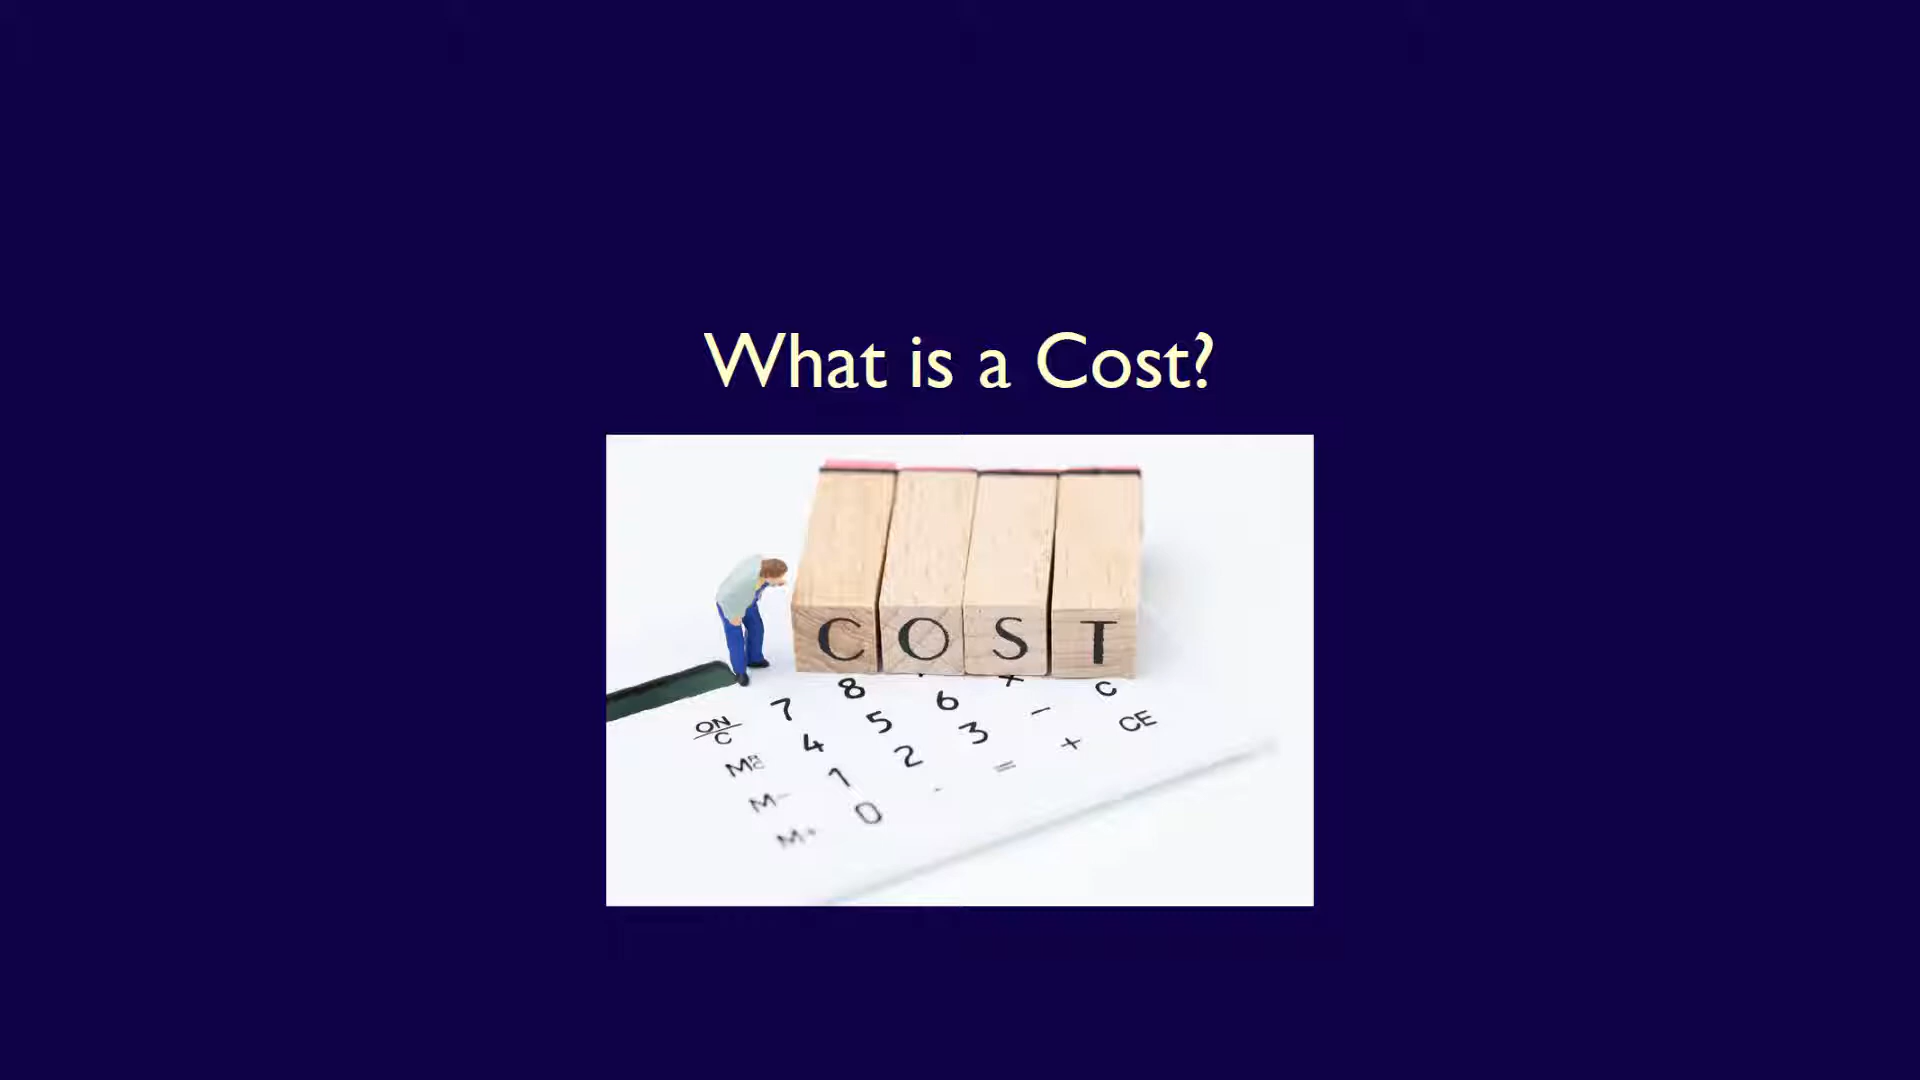 What is a Cost?
COST
ON/C 7 8 6 + C
4 5 3 − CE
1 2 = +
M− 0 .
M+